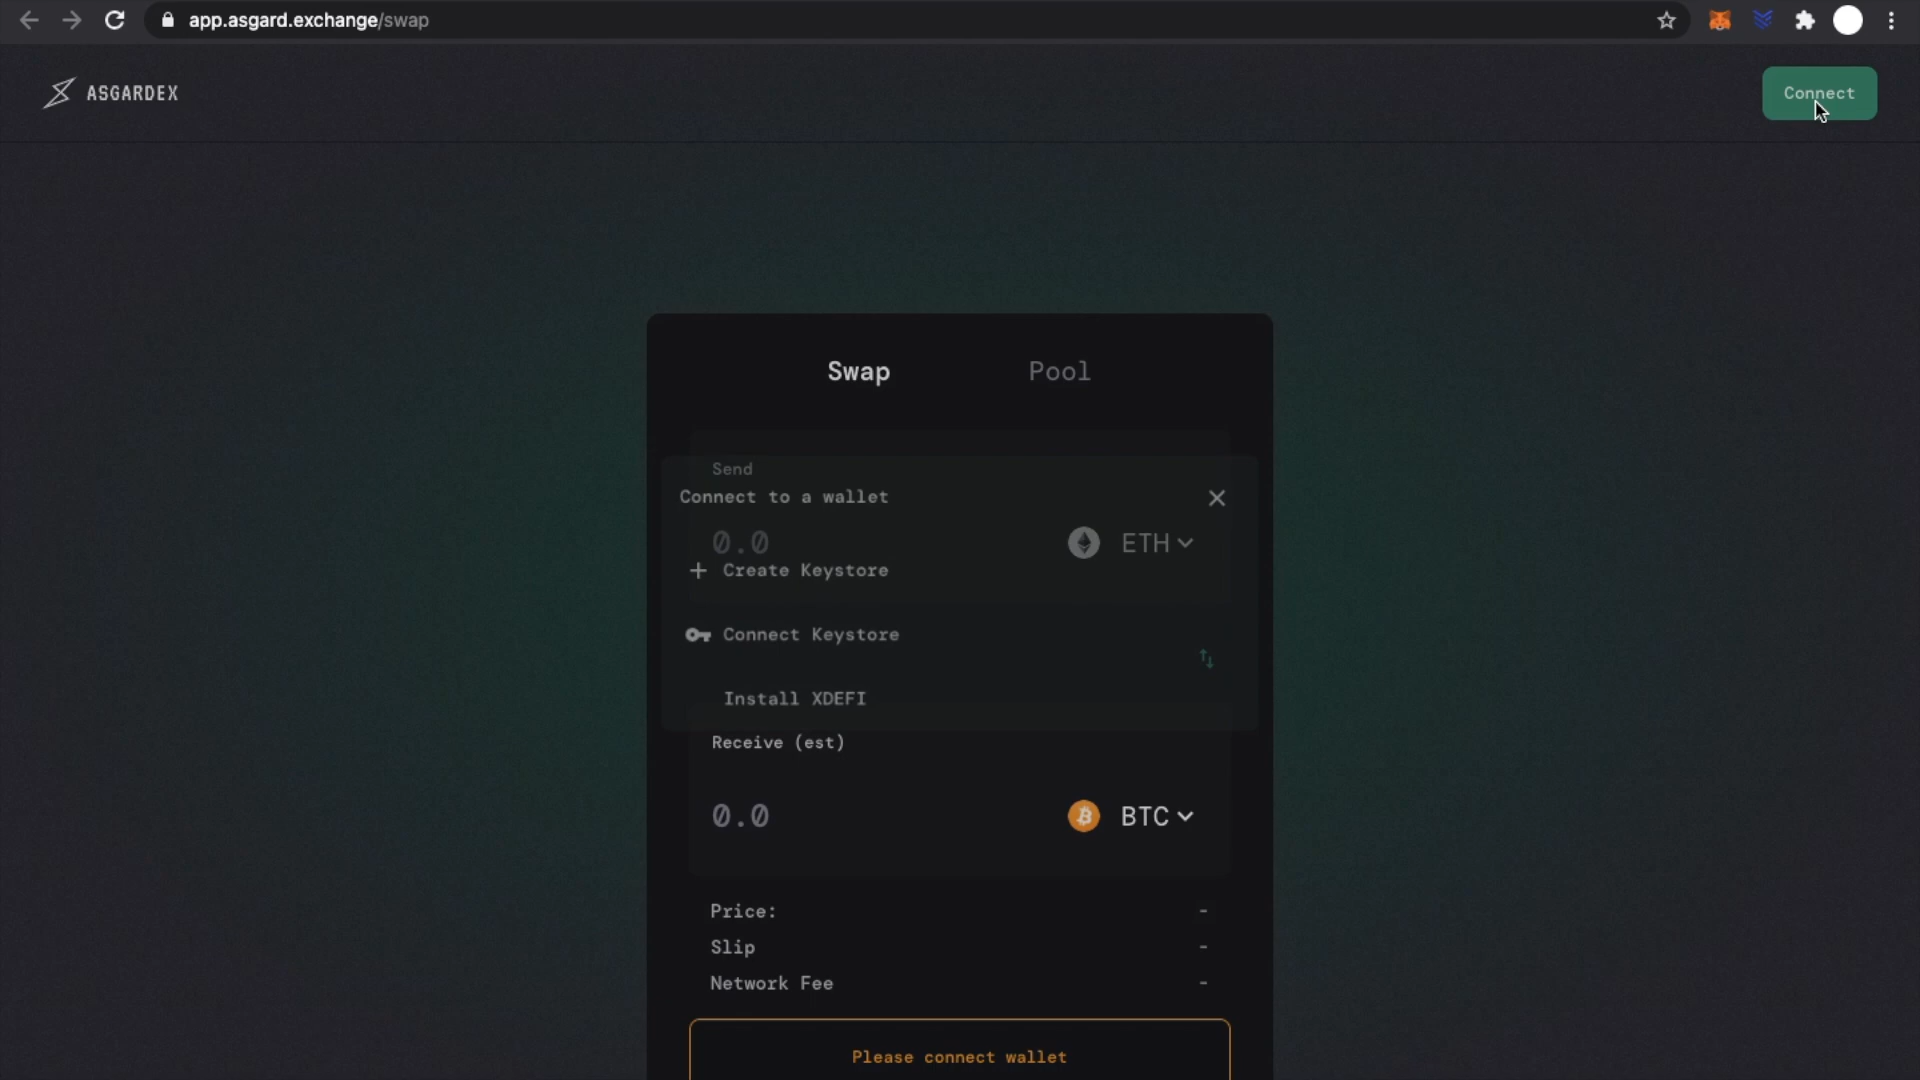 app.asgard.exchange/swap
ASGARDEX
Connect
Swap
Pool
Send
Connect to a wallet
0.0
ETH
Create Keystore
Connect Keystore
Install XDEFI
Receive (est)
0.0
BTC
Price: -
Slip -
Network Fee -
Please connect wallet